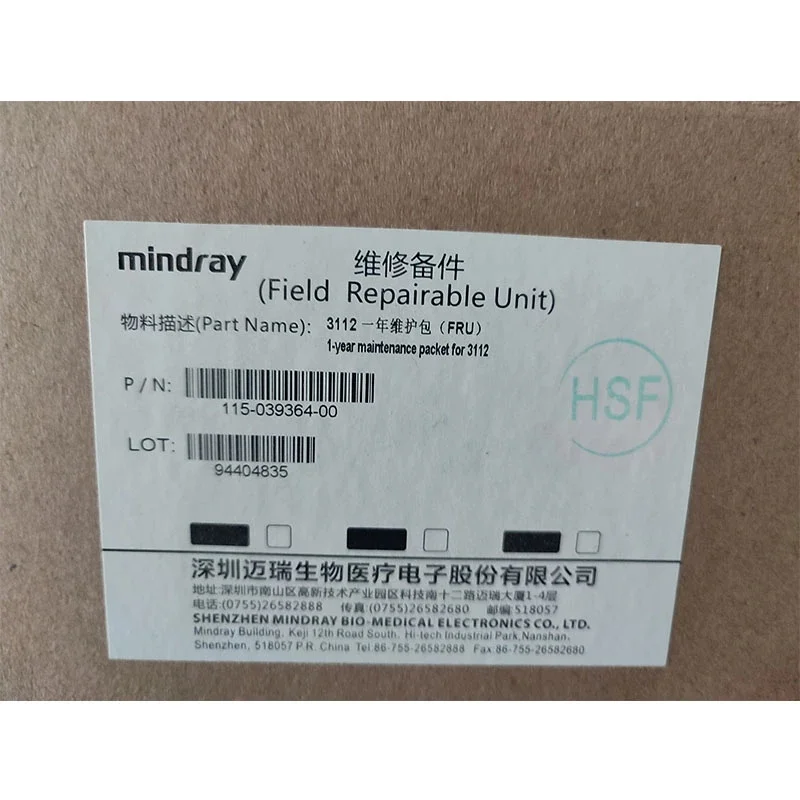 mindray
维修备件
(Field Repairable Unit)
物料描述(Part Name): 3112 一年维护包（FRU）
1-year maintenance packet for 3112
P/N:
115-039364-00
HSF
LOT:
94404835
深圳迈瑞生物医疗电子股份有限公司
地址:深圳市南山区高新技术产业园区科技南十二路迈瑞大厦1-4层
电话:(0755)26582888 传真:(0755)26582680 邮编:518057
SHENZHEN MINDRAY BIO-MEDICAL ELECTRONICS CO., LTD.
Mindray Building, Keji 12th Road South, Hi-tech Industrial Park,Nanshan,
Shenzhen, 518057 P.R. China Tel:86-755-26582888 Fax:86-755-26582680